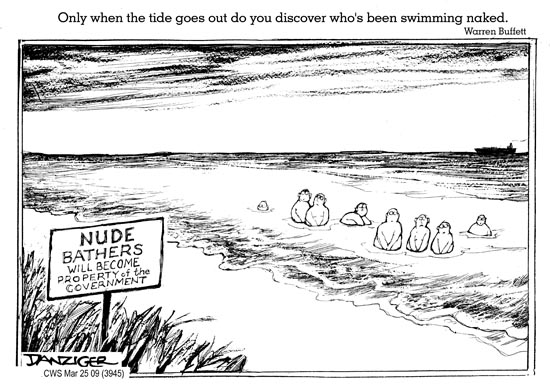 Only when the tide goes out do you discover who's been swimming naked.
Warren Buffett
NUDE
BATHERS
WILL BECOME
PROPERTY of the
GOVERNMENT
DANZIGER
CWS Mar 25 09 (3945)